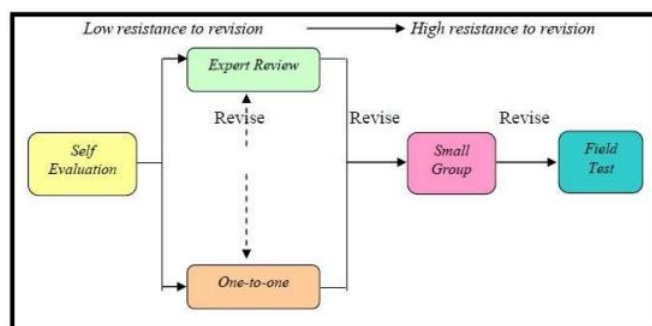 Low resistance to revision
High resistance to revision
Expert Review
Revise
Revise
Revise
Self
Evaluation
Small
Group
Field
Test
One-to-one